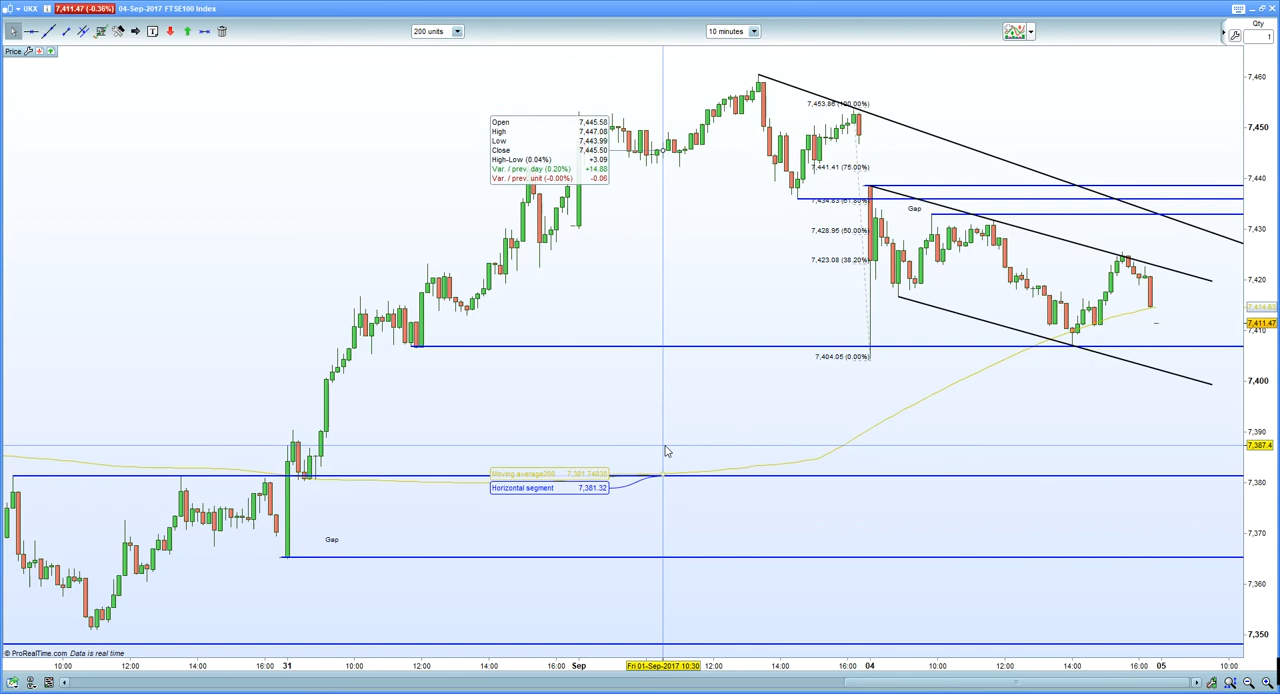 UKX 7,411.47 (-0.36%) 04-Sep-2017 FTSE100 Index
200 units
10 minutes
Qty
1
Price
7,460
7,450
7,440
7,430
7,420
7,411.47
7,410
7,400
7,390
7,387.4
7,380
7,370
7,360
7,350
Open 7,445.58
High 7,447.08
Low 7,443.99
Close 7,445.50
High-Low (0.04%) +3.09
Var. / prev. day (0.20%) +14.88
Var. / prev. unit (-0.00%) -0.06
7,453.86 (100.00%)
7,441.41 (75.00%)
7,434.83 (61.80%)
Gap
7,428.95 (50.00%)
7,423.08 (38.20%)
7,404.05 (0.00%)
Moving average200
Horizontal segment 7,381.32
Gap
© ProRealTime.com Data is real time
10:00 12:00 14:00 16:00 31 10:00 12:00 14:00 16:00 Sep Fri 01-Sep-2017 10:30 12:00 14:00 16:00 04 10:00 12:00 14:00 16:00 05 10:00